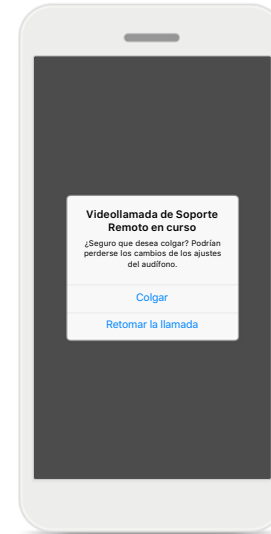 Videollamada de Soporte
Remoto en curso
¿Seguro que desea colgar? Podrían
perderse los cambios de los ajustes
del audífono.
Colgar
Retomar la llamada